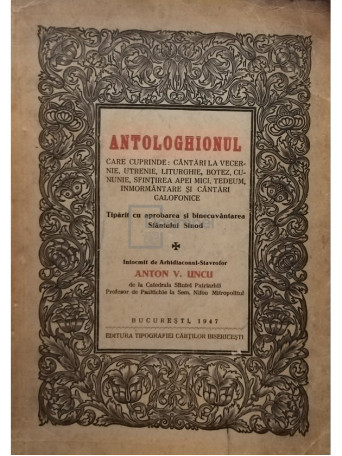 ANTOLOGHIONUL
CARE CUPRINDE: CÂNTĂRI LA VECER-
NIE, UTRENIE, LITURGHIE, BOTEZ, CU-
NUNIE, SFINȚIREA APEI MICI, TEDEUM,
INMORMÂNTARE ȘI CÂNTĂRI
CALOFONICE
Tipărit cu aprobarea și binecuvântarea
Sfântului Sinod
Intocmit de Arhidiaconul-Stavrofor
ANTON V. UNCU
de la Catedrala Sfintei Patriarhii
Profesor de Psaltichie la Sem. Nifon Mitropolitul
BUCUREȘTI, 1947
EDITURA TIPOGRAFIEI CĂRȚILOR BISERICEȘTI